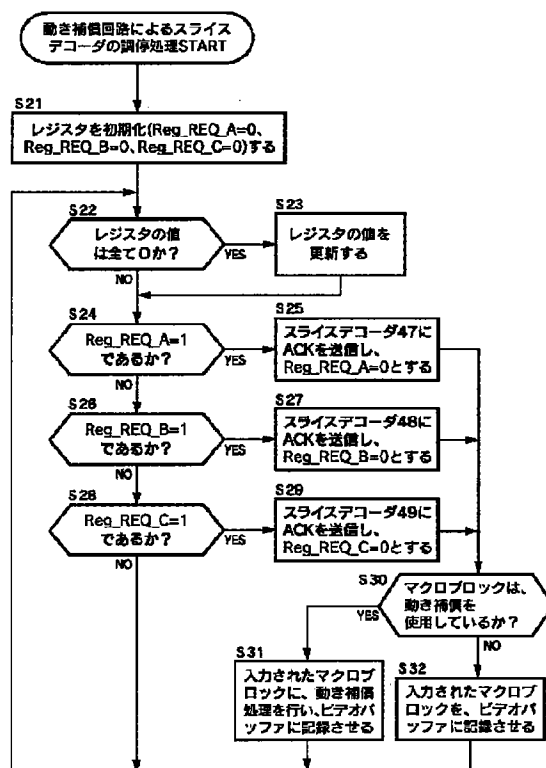 動き補償回路によるスライス
デコーダの調停処理START
S21
レジスタを初期化(Reg_REQ_A=0、
Reg_REQ_B=0、Reg_REQ_C=0)する
S22
レジスタの値
は全て0か?
YES
NO
S23
レジスタの値を
更新する
S24
Reg_REQ_A=1
であるか?
YES
NO
S25
スライスデコーダ47に
ACKを送信し、
Reg_REQ_A=0とする
S26
Reg_REQ_B=1
であるか?
YES
NO
S27
スライスデコーダ48に
ACKを送信し、
Reg_REQ_B=0とする
S28
Reg_REQ_C=1
であるか?
YES
NO
S29
スライスデコーダ49に
ACKを送信し、
Reg_REQ_C=0とする
S30
マクロブロックは、
動き補償を
使用しているか?
YES
NO
S31
入力されたマクロブ
ロックに、動き補償
処理を行い、ビデオバッ
ファに記録させる
S32
入力されたマクロブ
ロックを、ビデオバ
ッファに記録させる